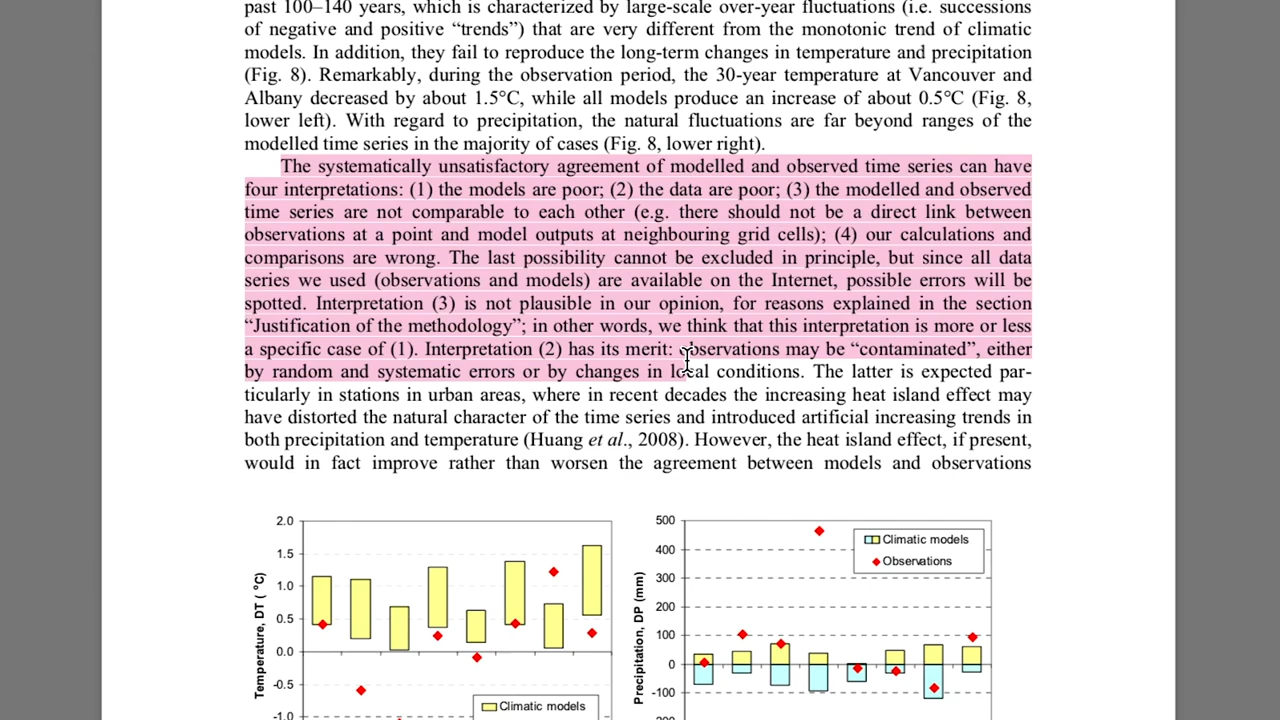 past 100–140 years, which is characterized by large-scale over-year fluctuations (i.e. successions
of negative and positive “trends”) that are very different from the monotonic trend of climatic
models. In addition, they fail to reproduce the long-term changes in temperature and precipitation
(Fig. 8). Remarkably, during the observation period, the 30-year temperature at Vancouver and
Albany decreased by about 1.5°C, while all models produce an increase of about 0.5°C (Fig. 8,
lower left). With regard to precipitation, the natural fluctuations are far beyond ranges of the
modelled time series in the majority of cases (Fig. 8, lower right).
The systematically unsatisfactory agreement of modelled and observed time series can have
four interpretations: (1) the models are poor; (2) the data are poor; (3) the modelled and observed
time series are not comparable to each other (e.g. there should not be a direct link between
observations at a point and model outputs at neighbouring grid cells); (4) our calculations and
comparisons are wrong. The last possibility cannot be excluded in principle, but since all data
series we used (observations and models) are available on the Internet, possible errors will be
spotted. Interpretation (3) is not plausible in our opinion, for reasons explained in the section
“Justification of the methodology”; in other words, we think that this interpretation is more or less
a specific case of (1). Interpretation (2) has its merit: observations may be “contaminated”, either
by random and systematic errors or by changes in local conditions. The latter is expected par-
ticularly in stations in urban areas, where in recent decades the increasing heat island effect may
have distorted the natural character of the time series and introduced artificial increasing trends in
both precipitation and temperature (Huang et al., 2008). However, the heat island effect, if present,
would in fact improve rather than worsen the agreement between models and observations
2.0
1.5
1.0
0.5
0.0
-0.5
-1.0
Temperature, DT ( °C)
Climatic models
500
400
300
200
100
0
-100
-200
Precipitation, DP (mm)
Climatic models
Observations